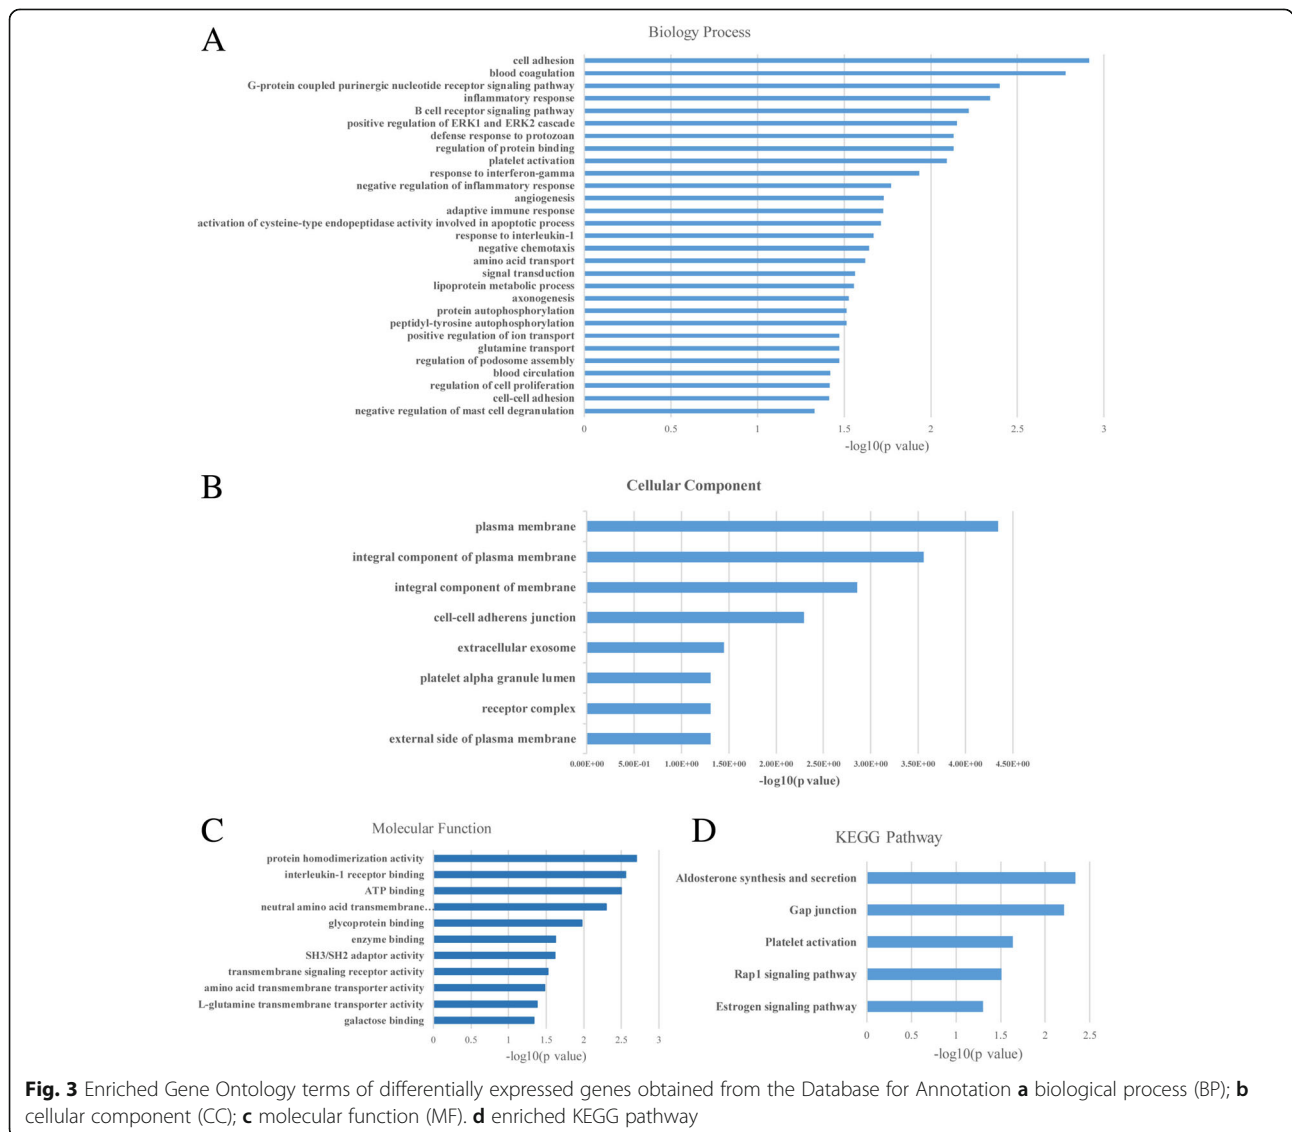 A
Biology Process
cell adhesion
blood coagulation
G-protein coupled purinergic nucleotide receptor signaling pathway
inflammatory response
B cell receptor signaling pathway
positive regulation of ERK1 and ERK2 cascade
defense response to protozoan
regulation of protein binding
platelet activation
response to interferon-gamma
negative regulation of inflammatory response
angiogenesis
adaptive immune response
activation of cysteine-type endopeptidase activity involved in apoptotic process
response to interleukin-1
negative chemotaxis
amino acid transport
signal transduction
lipoprotein metabolic process
axonogenesis
protein autophosphorylation
peptidyl-tyrosine autophosphorylation
positive regulation of ion transport
glutamine transport
regulation of podosome assembly
blood circulation
regulation of cell proliferation
cell-cell adhesion
negative regulation of mast cell degranulation
0 0.5 1 1.5 2 2.5 3
-log10(p value)
B
Cellular Component
plasma membrane
integral component of plasma membrane
integral component of membrane
cell-cell adherens junction
extracellular exosome
platelet alpha granule lumen
receptor complex
external side of plasma membrane
0.00E+00 5.00E-01 1.00E+00 1.50E+00 2.00E+00 2.50E+00 3.00E+00 3.50E+00 4.00E+00 4.50E+00
-log10(p value)
C
Molecular Function
protein homodimerization activity
interleukin-1 receptor binding
ATP binding
neutral amino acid transmembrane...
glycoprotein binding
enzyme binding
SH3/SH2 adaptor activity
transmembrane signaling receptor activity
amino acid transmembrane transporter activity
L-glutamine transmembrane transporter activity
galactose binding
0 0.5 1 1.5 2 2.5 3
-log10(p value)
D
KEGG Pathway
Aldosterone synthesis and secretion
Gap junction
Platelet activation
Rap1 signaling pathway
Estrogen signaling pathway
0 0.5 1 1.5 2 2.5
-log10(p value)
Fig. 3 Enriched Gene Ontology terms of differentially expressed genes obtained from the Database for Annotation a biological process (BP); b
cellular component (CC); c molecular function (MF). d enriched KEGG pathway